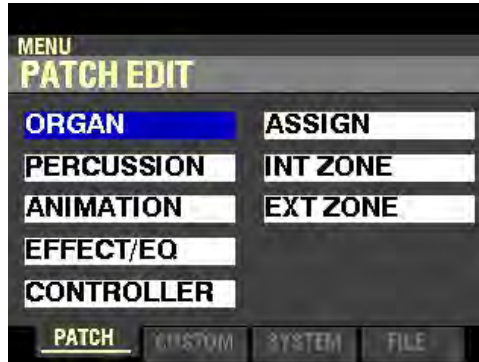 MENU
PATCH EDIT
ORGAN
ASSIGN
PERCUSSION
INT ZONE
ANIMATION
EXT ZONE
EFFECT/EQ
CONTROLLER
PATCH CUSTOM SYSTEM FILE